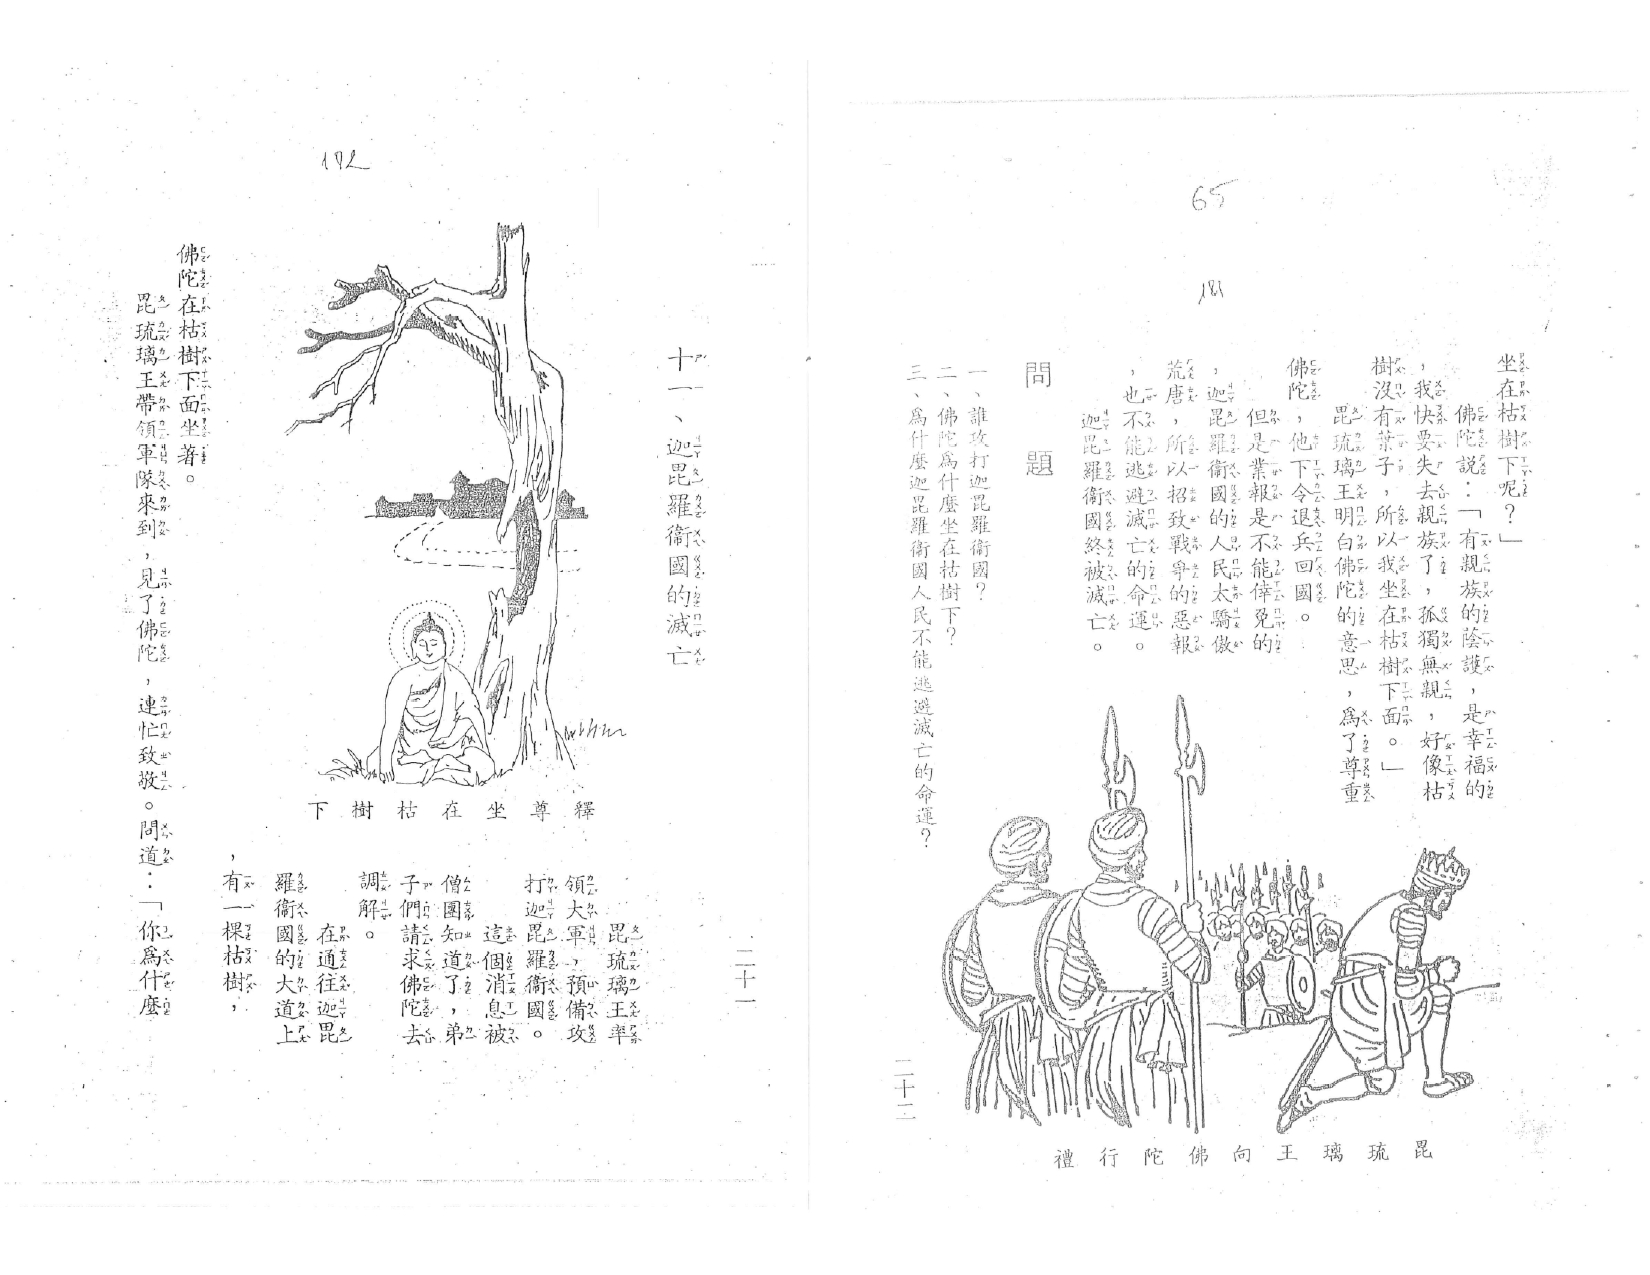 182
十一、迦毘羅衞國的滅亡
毘琉璃王率
領大軍，預備攻
打迦毘羅衞國。
這個消息被
僧團知道了，弟
子們請求佛陀去
調解。
在通往迦毘
羅衞國的大道上
，有一棵枯樹，
佛陀在枯樹下面坐著。
毘琉璃王帶領軍隊來到，見了佛陀，連忙致敬。問道：「你爲什麼
釋尊坐在枯樹下
二十一
65
181
坐在枯樹下呢？」
佛陀說：「有親族的蔭護，是幸福的
，我快要失去親族了，孤獨無親，好像枯
樹沒有葉子，所以我坐在枯樹下面。」
毘琉璃王明白佛陀的意思，爲了尊重
佛陀，他下令退兵回國。
但是業報是不能倖免的
，迦毘羅衞國的人民太驕傲
荒唐，所以招致戰爭的惡報
，也不能逃避滅亡的命運。
迦毘羅衞國終被滅亡。
問題
一、誰攻打迦毘羅衞國？
二、佛陀爲什麼坐在枯樹下？
三、爲什麼迦毘羅衞國人民不能逃避滅亡的命運？
毘琉璃王向佛陀行禮
二十二